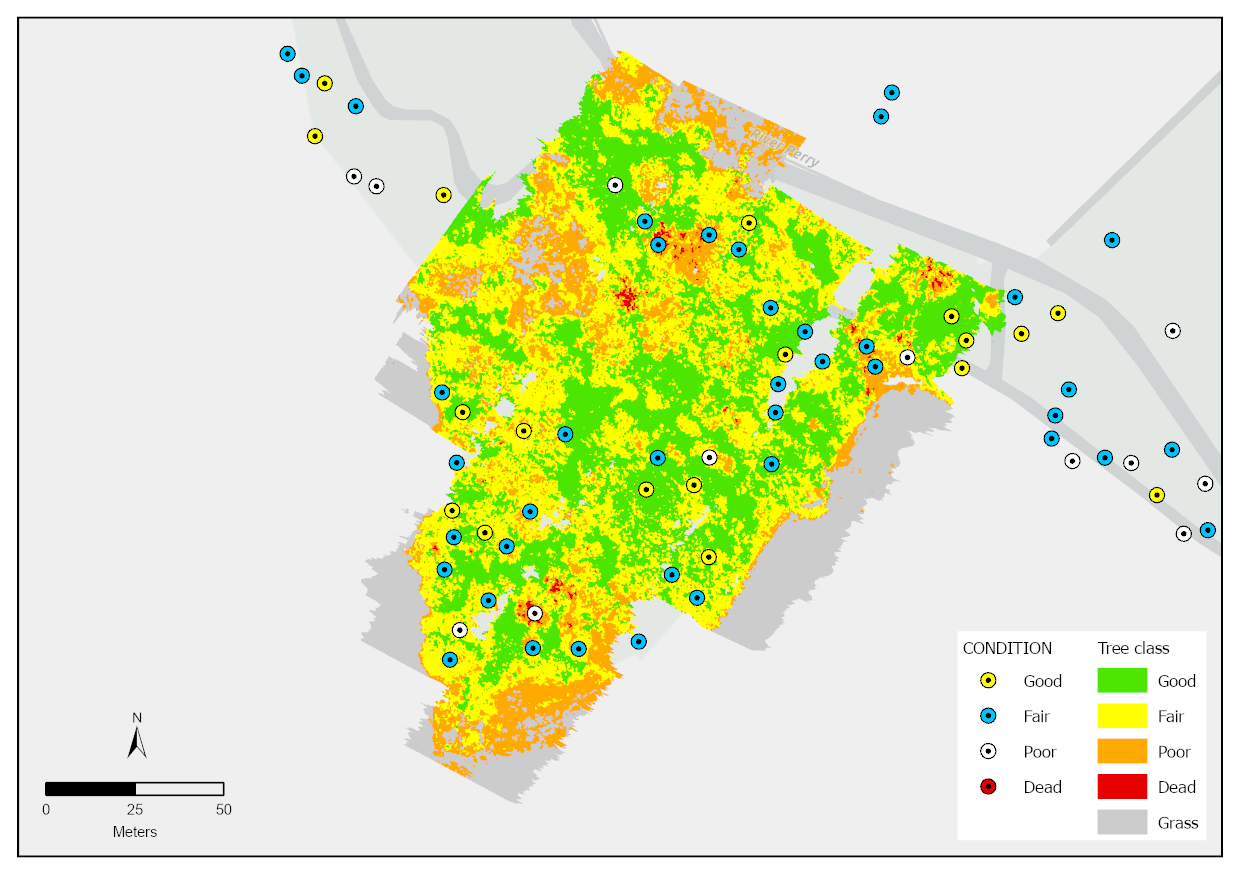 River Perry
CONDITION
Tree class
Good
Good
Fair
Fair
Poor
Poor
Dead
Dead
Grass
N
0 25 50
Meters